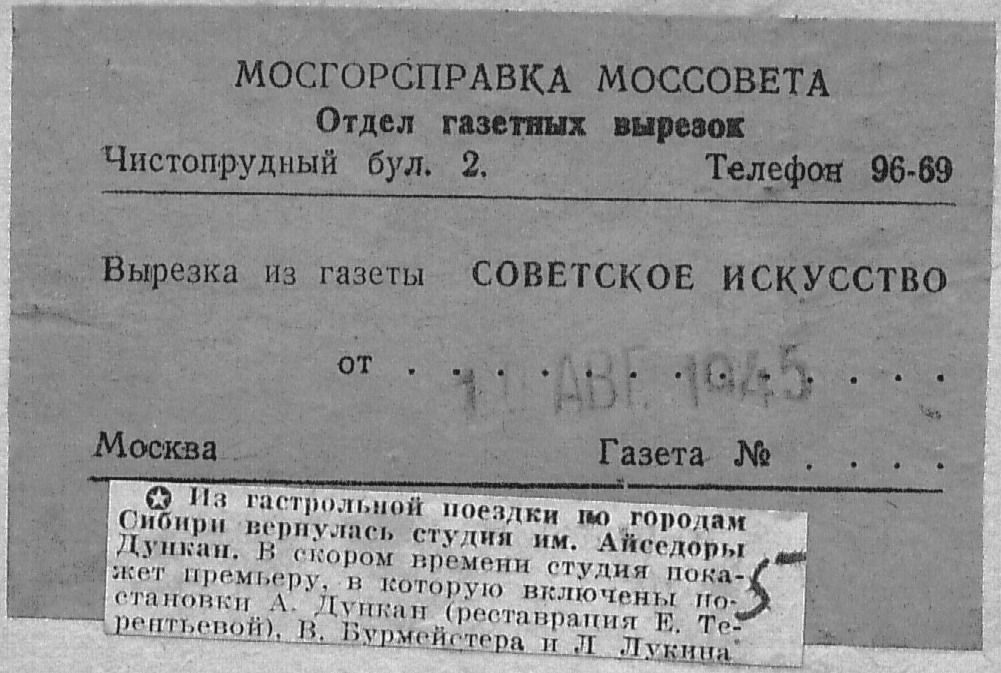 МОСГОРСПРАВКА МОССОВЕТА
Отдел газетных вырезок
Чистопрудный бул. 2. Телефон 96-69
Вырезка из газеты СОВЕТСКОЕ ИСКУССТВО
от . . . . . . . . . . . . .
АВГ 1945
Москва Газета № . . . .
Из гастрольной поездки по городам
Сибири вернулась студия им. Айседоры
Дункан. В скором времени студия пока-
жет премьеру, в которую включены по-
становки А. Дункан (реставрация Е. Те-
рентьевой), В. Бурмейстера и Л Лукина
5